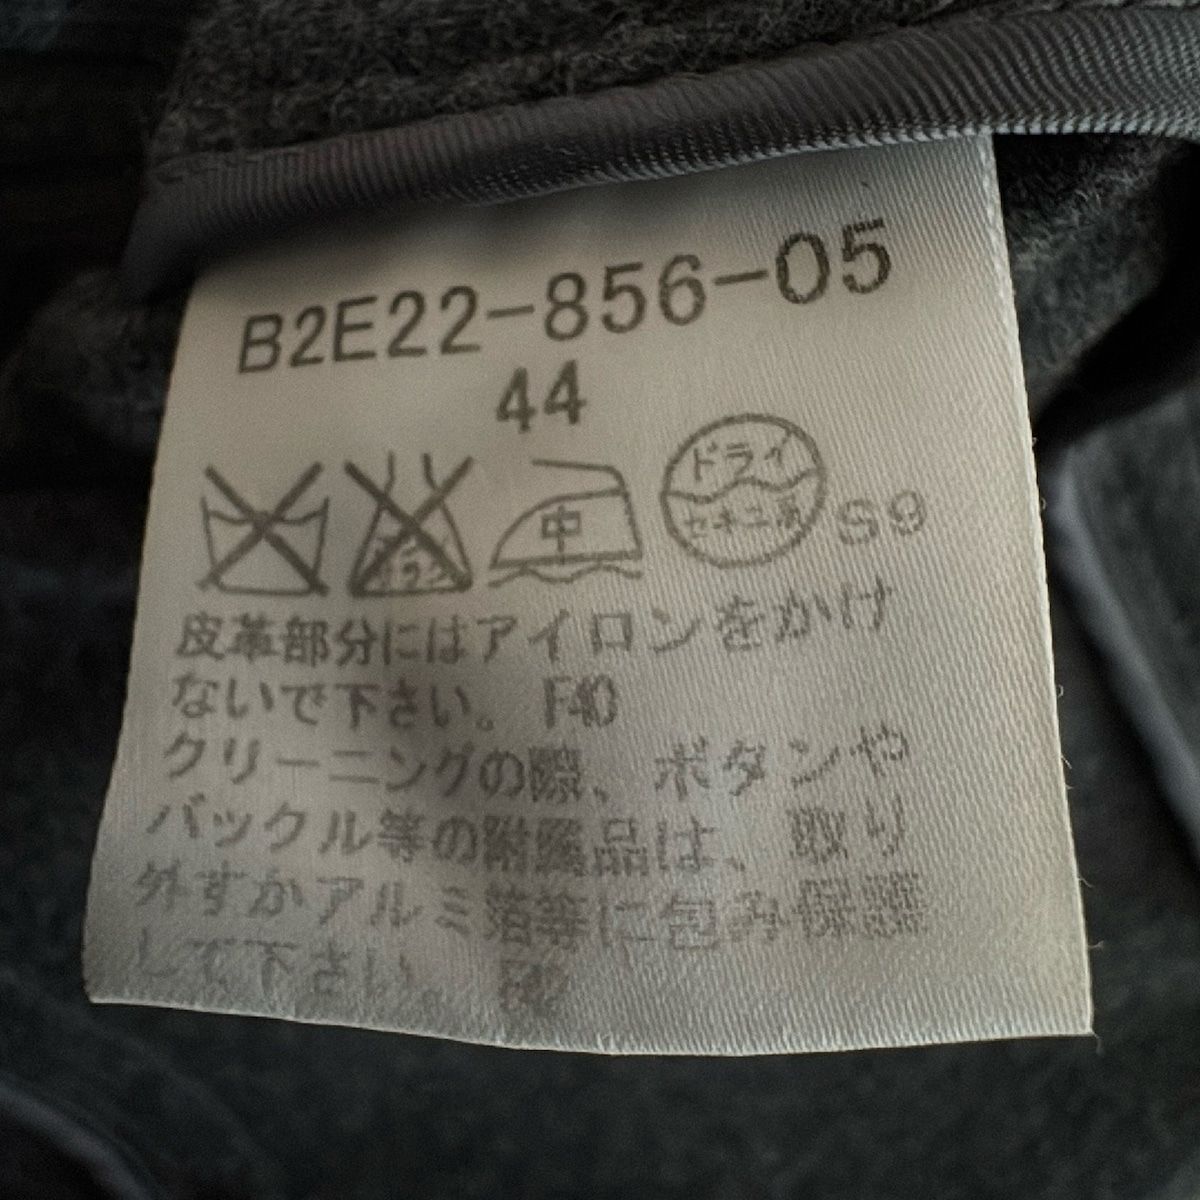 B2E22-856-05
44
中 ドライ
セキユ系 S9
皮革部分にはアイロンをかけ
ないで下さい。 F40
クリーニングの際、ボタンや
バックル等の附属品は、取り
外すかアルミ箔等に包み保護
して下さい。